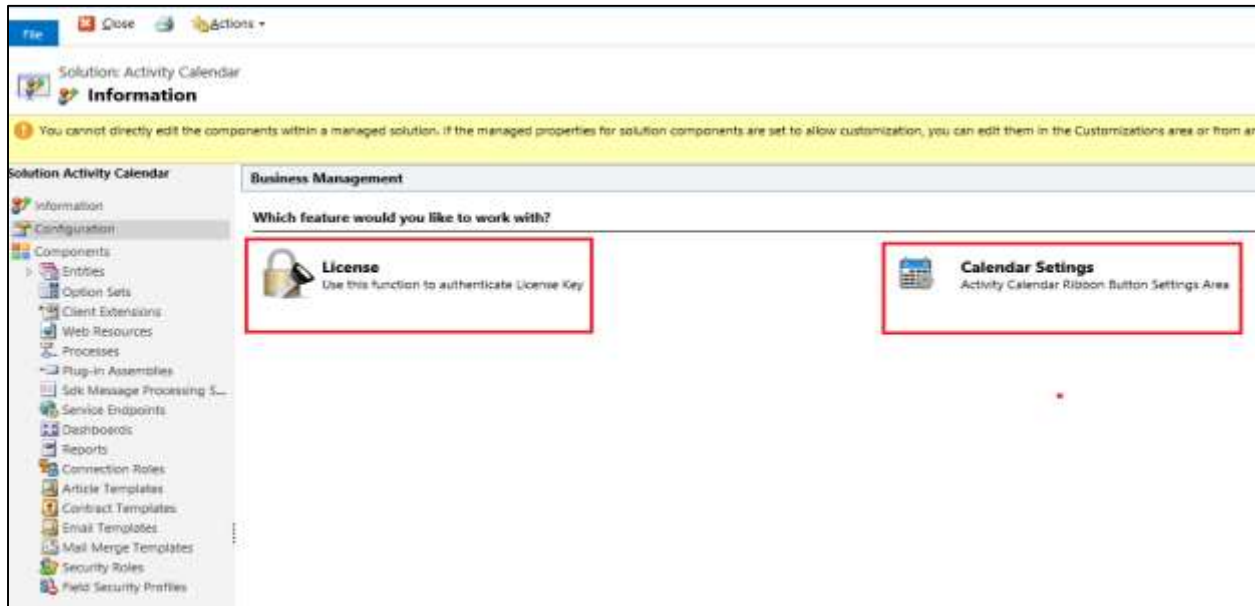 File
Close
Actions
Solution: Activity Calendar
Information
You cannot directly edit the components within a managed solution. If the managed properties for solution components are set to allow customization, you can edit them in the Customizations area or from an
Solution Activity Calendar
Information
Configuration
Components
Entities
Option Sets
Client Extensions
Web Resources
Processes
Plug-in Assemblies
Sdk Message Processing S...
Service Endpoints
Dashboards
Reports
Connection Roles
Article Templates
Contract Templates
Email Templates
Mail Merge Templates
Security Roles
Field Security Profiles
Business Management
Which feature would you like to work with?
License
Use this function to authenticate License Key
Calendar Setings
Activity Calendar Ribbon Button Settings Area